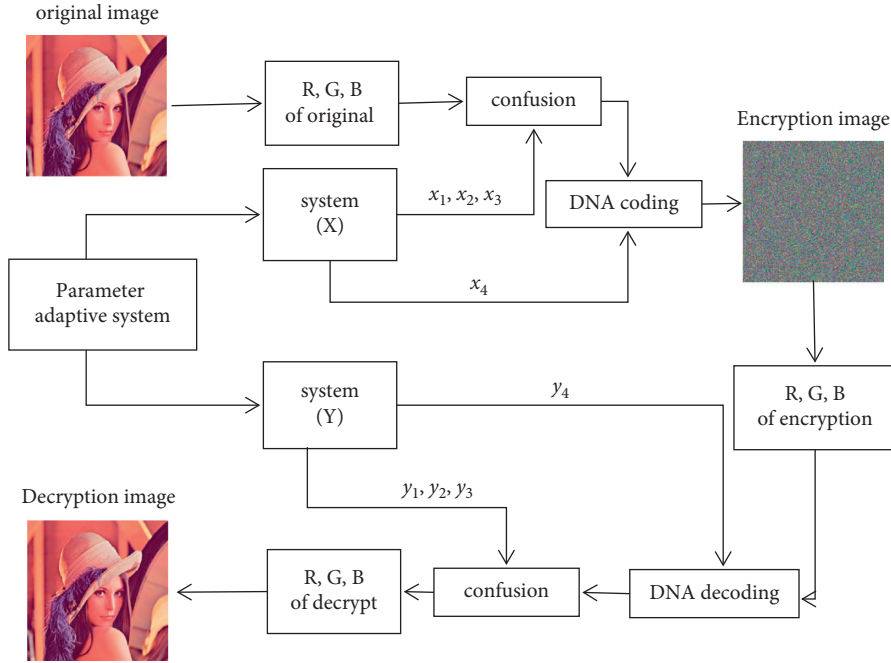 original image
R, G, B
of original
confusion
Encryption image
system
(X)
x₁, x₂, x₃
DNA coding
x₄
Parameter
adaptive system
system
(Y)
y₄
R, G, B
of encryption
y₁, y₂, y₃
Decryption image
R, G, B
of decrypt
confusion
DNA decoding